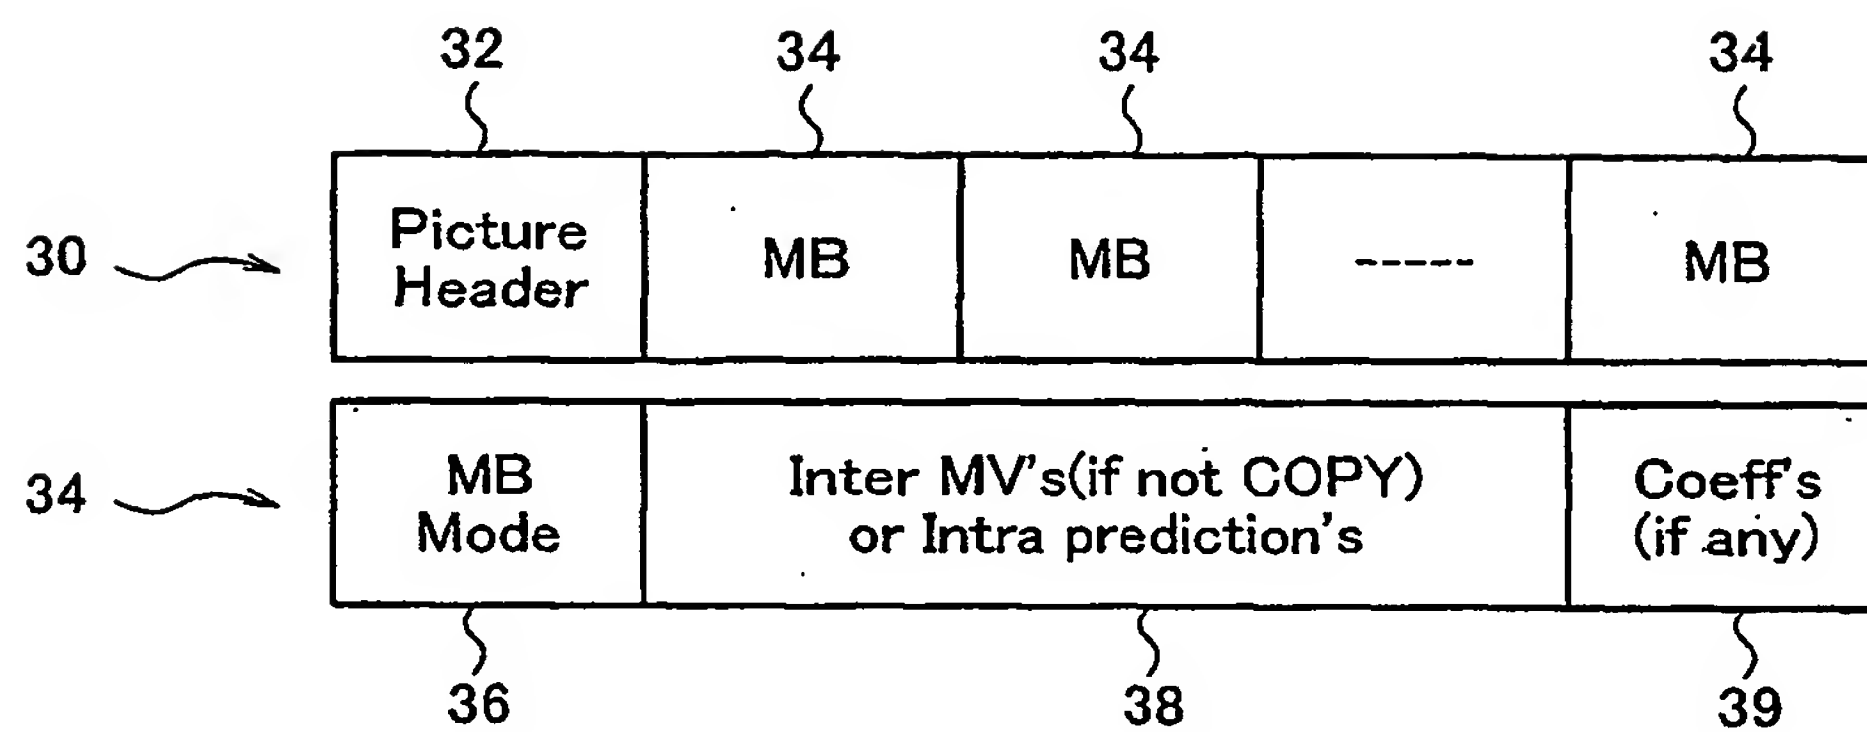 32 34 34 34
30
Picture
Header
MB MB ----- MB
34
MB
Mode
Inter MV's(if not COPY)
or Intra prediction's
Coeff's
(if any)
36 38 39